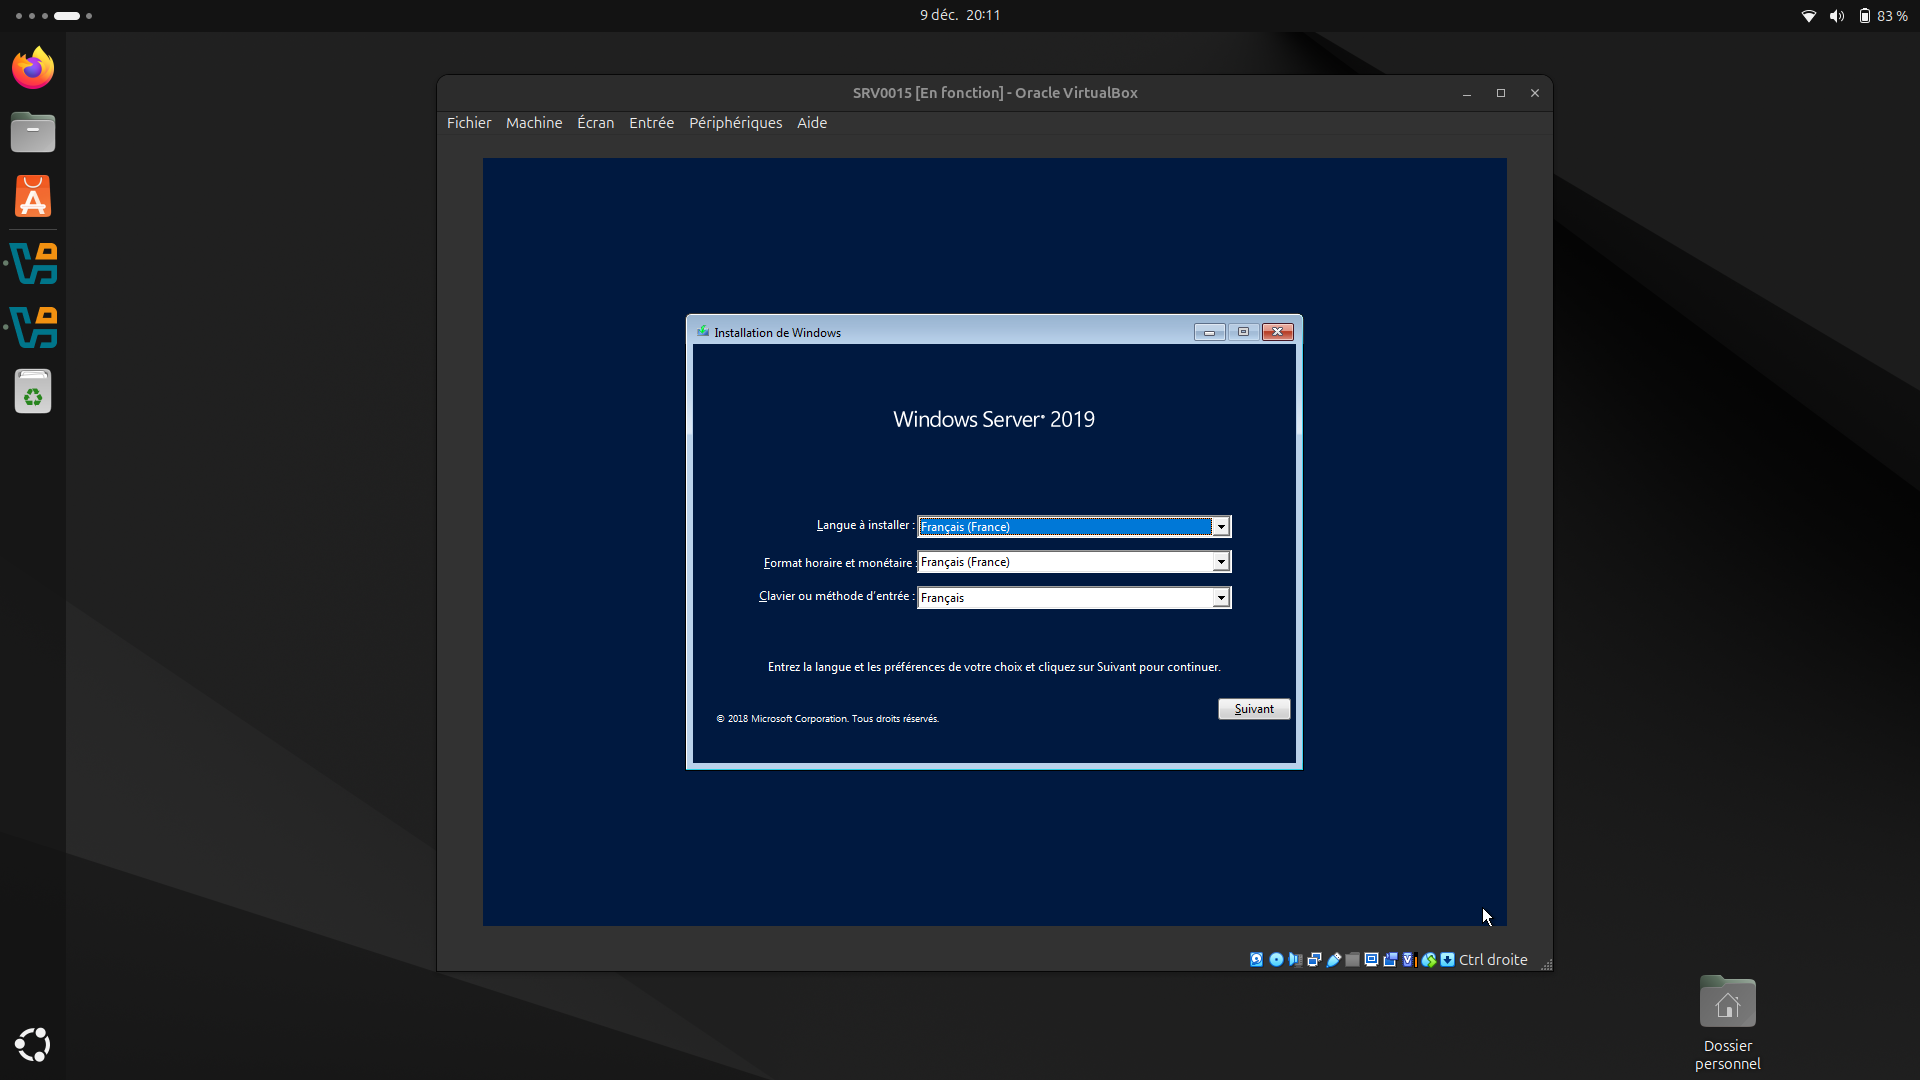 9 déc. 20:11
83 %
SRV0015 [En fonction] - Oracle VirtualBox
Fichier Machine Écran Entrée Périphériques Aide
Installation de Windows
Windows Server® 2019
Langue à installer : Français (France)
Format horaire et monétaire : Français (France)
Clavier ou méthode d'entrée : Français
Entrez la langue et les préférences de votre choix et cliquez sur Suivant pour continuer.
Suivant
© 2018 Microsoft Corporation. Tous droits réservés.
Ctrl droite
Dossier
personnel